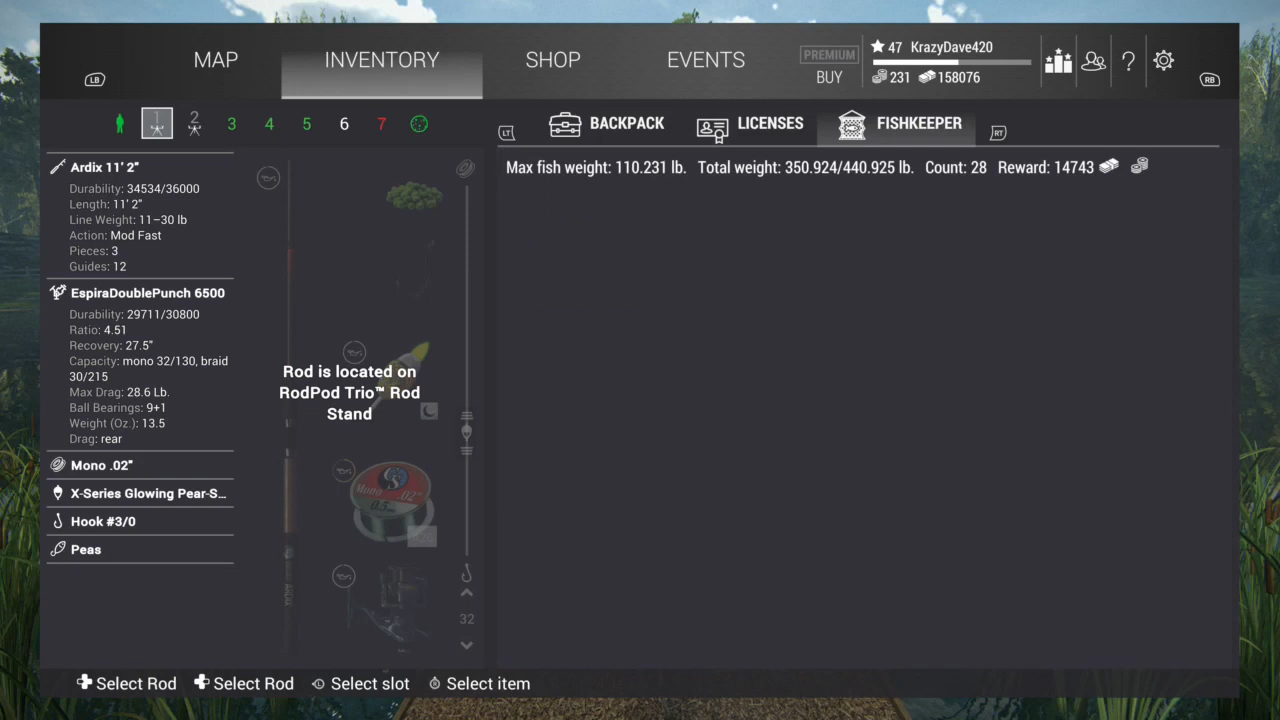 MAP
INVENTORY
SHOP
EVENTS
PREMIUM
BUY
47 KrazyDave420
231 158076
?
LB
RB
1
2
3
4
5
6
7
LT
BACKPACK
LICENSES
FISHKEEPER
RT
Ardix 11' 2"
Durability: 34534/36000
Length: 11' 2"
Line Weight: 11–30 lb
Action: Mod Fast
Pieces: 3
Guides: 12
EspiraDoublePunch 6500
Durability: 29711/30800
Ratio: 4.51
Recovery: 27.5"
Capacity: mono 32/130, braid
30/215
Max Drag: 28.6 Lb.
Ball Bearings: 9+1
Weight (Oz.): 13.5
Drag: rear
Mono .02"
X-Series Glowing Pear-S...
Hook #3/0
Peas
Rod is located on
RodPod Trio™ Rod
Stand
Mono .02"
0.5mm
32
Max fish weight: 110.231 lb. Total weight: 350.924/440.925 lb. Count: 28 Reward: 14743
Select Rod
Select Rod
L Select slot
R Select item